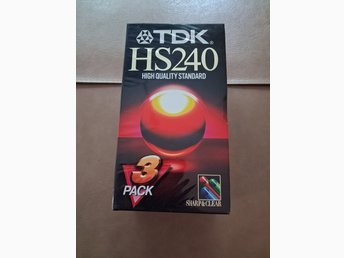 TDK®
HS240
HIGH QUALITY STANDARD
3
PACK
SHARP&CLEAR